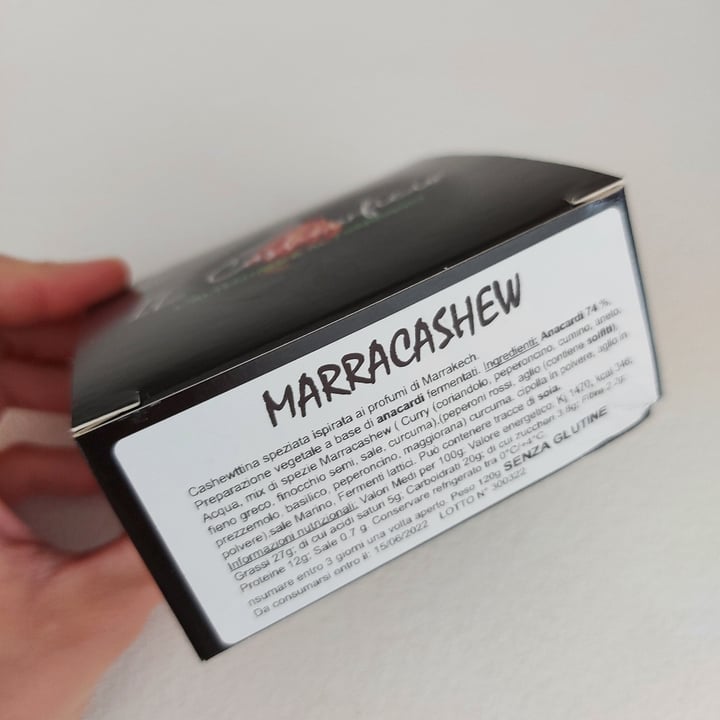 MARRACASHEW
Cashewttina speziata ispirata ai profumi di Marrakech.
Preparazione vegetale a base di anacardi fermentati. Ingredienti: Anacardi 74 %,
Acqua, mix di spezie Marracashew ( Curry (coriandolo, peperoncino, cumino, aneto,
fieno greco, finocchio semi, sale, curcuma),(peperoni rossi, aglio (contiene solfiti),
prezzemolo, basilico, peperoncino, maggiorana) curcuma, cipolla in polvere, aglio in
polvere),sale Marino, Fermenti lattici. Può contenere tracce di soia.
Informazioni nutrizionali: Valori Medi per 100g: Valore energetico, Kj 1470, kcal 346;
Grassi 27g: di cui acidi saturi 5g; Carboidrati 20g: di cui zuccheri 3.8g; Fibre 2.2g;
Proteine 12g; Sale 0.7 g. Conservare refrigerato tra 0°C/+4°C.
nsumare entro 3 giorni una volta aperto. Peso 120g SENZA GLUTINE
Da consumarsi entro il: 15/06/2022 LOTTO N° 300322